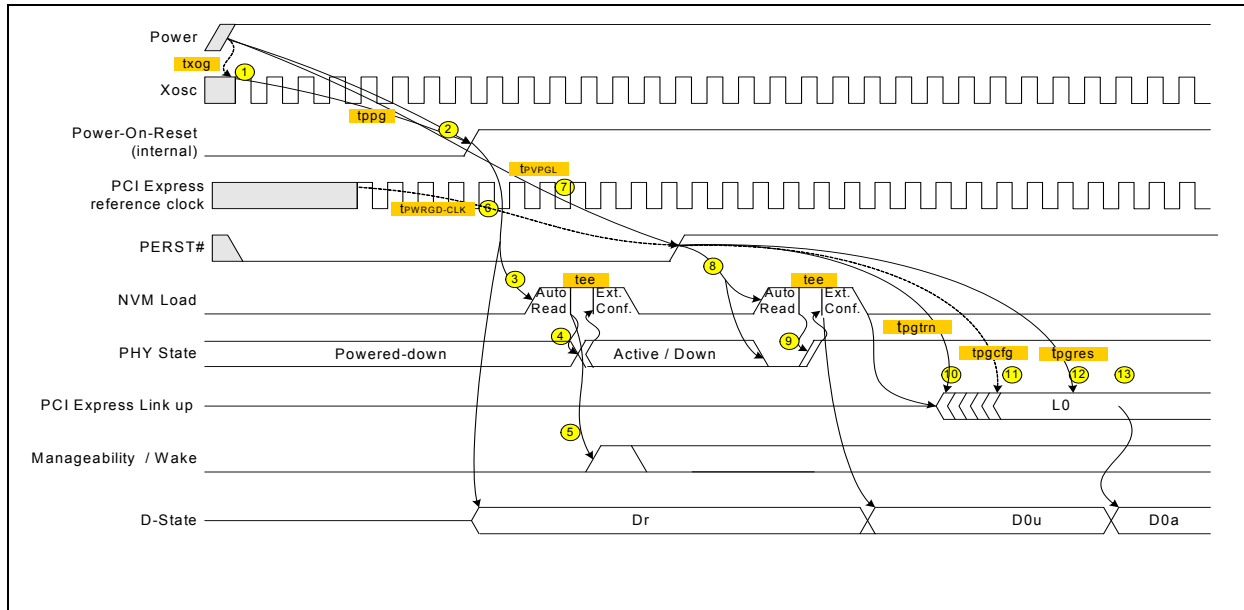 Power
txog
1
Xosc
tppg
2
Power-On-Reset
(internal)
tPVPGL
7
PCI Express
reference clock
tPWRGD-CLK
6
PERST#
3
tee
8
tee
NVM Load
Auto
Read
Ext.
Conf.
Auto
Read
Ext.
Conf.
tpgtrn
4
9
PHY State
Powered-down
Active / Down
tpgcfg
tpgres
10
11
12
13
PCI Express Link up
L0
5
Manageability / Wake
D-State
Dr
D0u
D0a